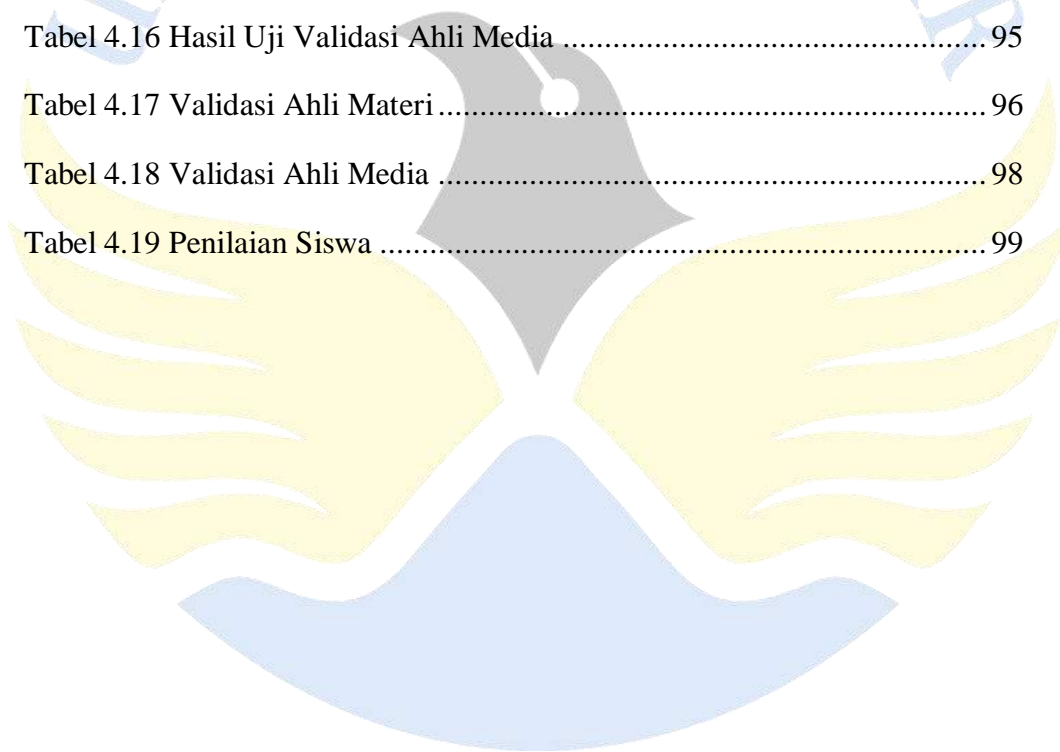 Tabel 4.16 Hasil Uji Validasi Ahli Media ...................................................... 95
Tabel 4.17 Validasi Ahli Materi ...................................................................... 96
Tabel 4.18 Validasi Ahli Media ...................................................................... 98
Tabel 4.19 Penilaian Siswa ............................................................................. 99